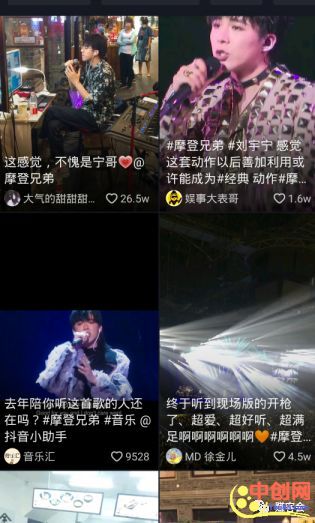 这感觉，不愧是宁哥❤️@
摩登兄弟
大气的甜甜甜...
26.5w
#摩登兄弟 #刘宇宁 感觉
这套动作以后善加利用或
许能成为#经典 动作#摩...
娱事大表哥
1.6w
去年陪你听这首歌的人还
在吗？#摩登兄弟 #音乐 @
抖音小助手
音乐汇
9528
终于听到现场版的开枪
了、超爱、超好听、超满
足啊啊啊啊啊啊🧡#摩登...
MD 徐金儿
4.5w
中创网